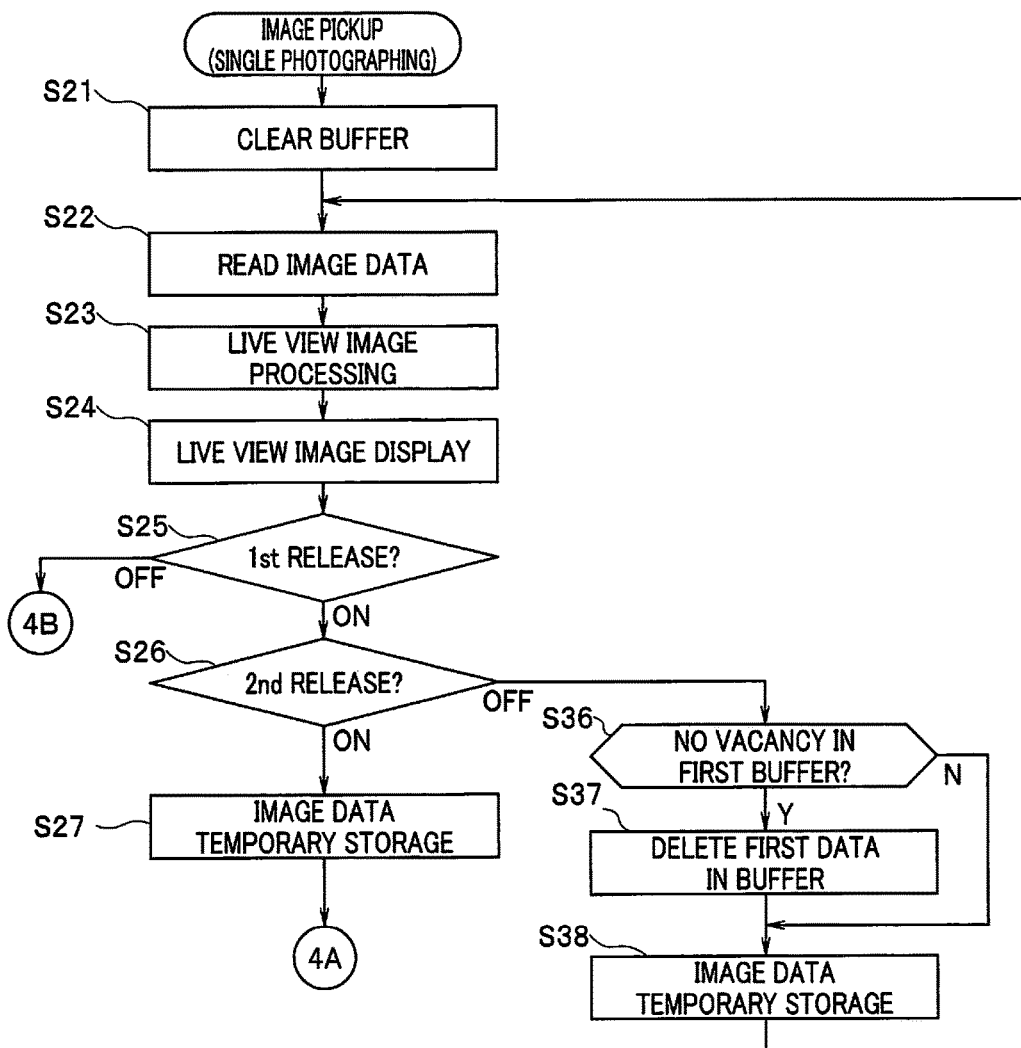 IMAGE PICKUP
(SINGLE PHOTOGRAPHING)
S21
CLEAR BUFFER
S22
READ IMAGE DATA
S23
LIVE VIEW IMAGE
PROCESSING
S24
LIVE VIEW IMAGE DISPLAY
S25
1st RELEASE?
OFF
4B
ON
S26
2nd RELEASE?
OFF
ON
S36
NO VACANCY IN
FIRST BUFFER?
N
Y
S27
IMAGE DATA
TEMPORARY STORAGE
4A
S37
DELETE FIRST DATA
IN BUFFER
S38
IMAGE DATA
TEMPORARY STORAGE